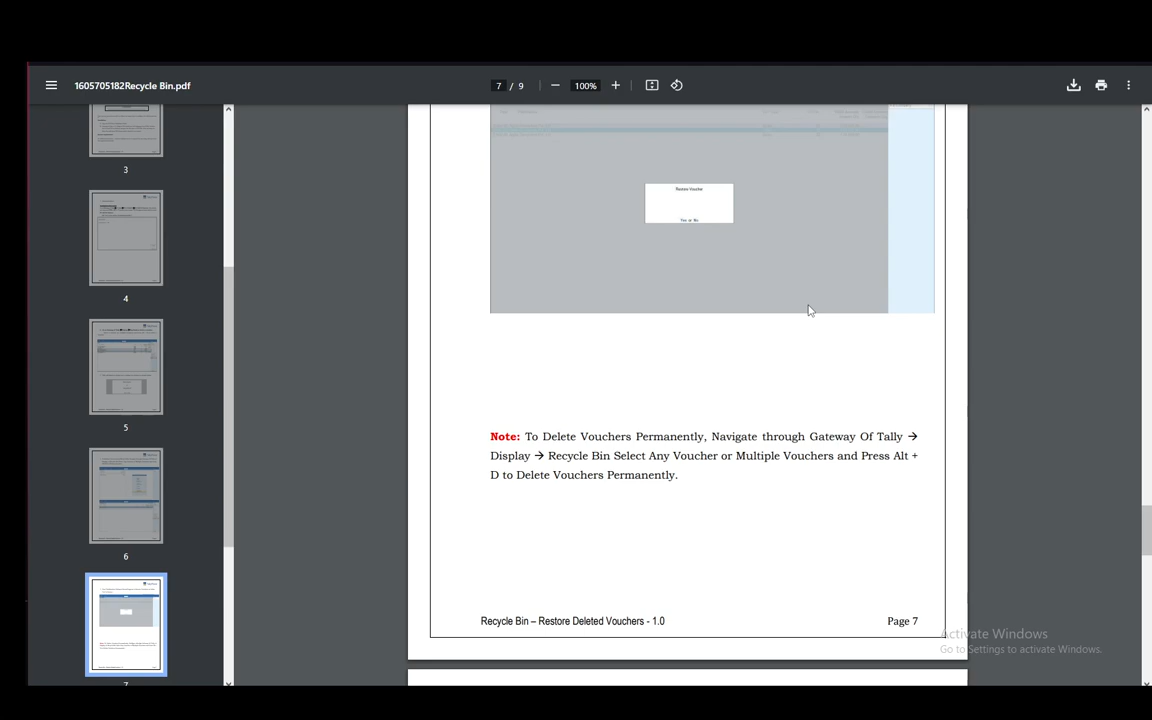 1605705182Recycle Bin.pdf
7 / 9
100%
3
4
5
6
7
Restore Voucher
Yes or No
Note: To Delete Vouchers Permanently, Navigate through Gateway Of Tally →
Display → Recycle Bin Select Any Voucher or Multiple Vouchers and Press Alt +
D to Delete Vouchers Permanently.
Recycle Bin – Restore Deleted Vouchers - 1.0
Page 7
Activate Windows
Go to Settings to activate Windows.